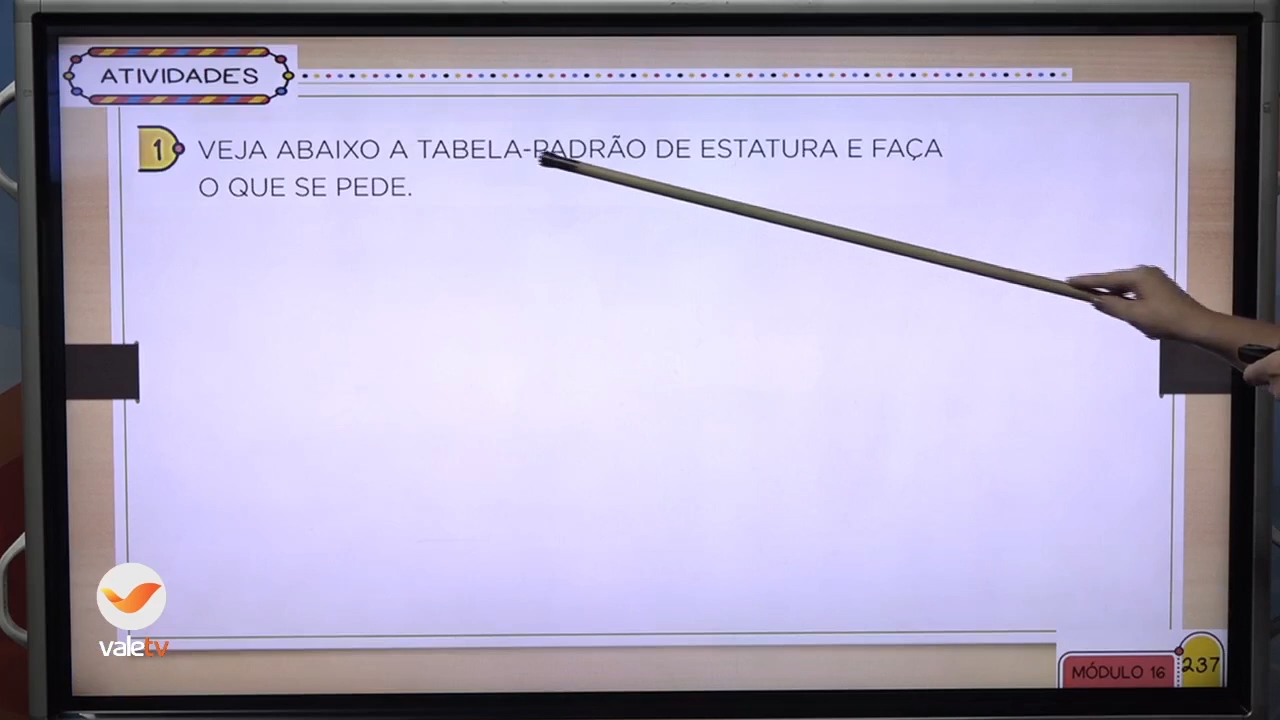 ATIVIDADES
1 VEJA ABAIXO A TABELA-PADRÃO DE ESTATURA E FAÇA
O QUE SE PEDE.
valetv
MÓDULO 16 237